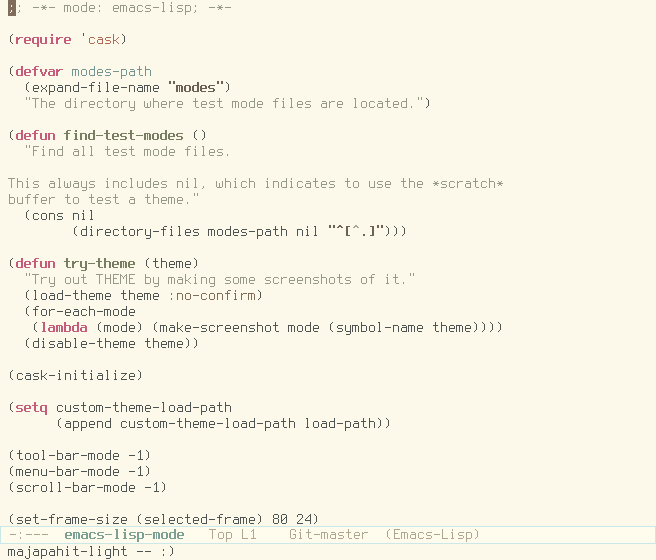 ;; -*- mode: emacs-lisp; -*-
(require 'cask)
(defvar modes-path
(expand-file-name "modes")
"The directory where test mode files are located.")
(defun find-test-modes ()
"Find all test mode files.
This always includes nil, which indicates to use the *scratch*
buffer to test a theme."
(cons nil
(directory-files modes-path nil "^[^.]")))
(defun try-theme (theme)
"Try out THEME by making some screenshots of it."
(load-theme theme :no-confirm)
(for-each-mode
(lambda (mode) (make-screenshot mode (symbol-name theme))))
(disable-theme theme))
(cask-initialize)
(setq custom-theme-load-path
(append custom-theme-load-path load-path))
(tool-bar-mode -1)
(menu-bar-mode -1)
(scroll-bar-mode -1)
(set-frame-size (selected-frame) 80 24)
-:--- emacs-lisp-mode Top L1 Git-master (Emacs-Lisp)
majapahit-light -- :)